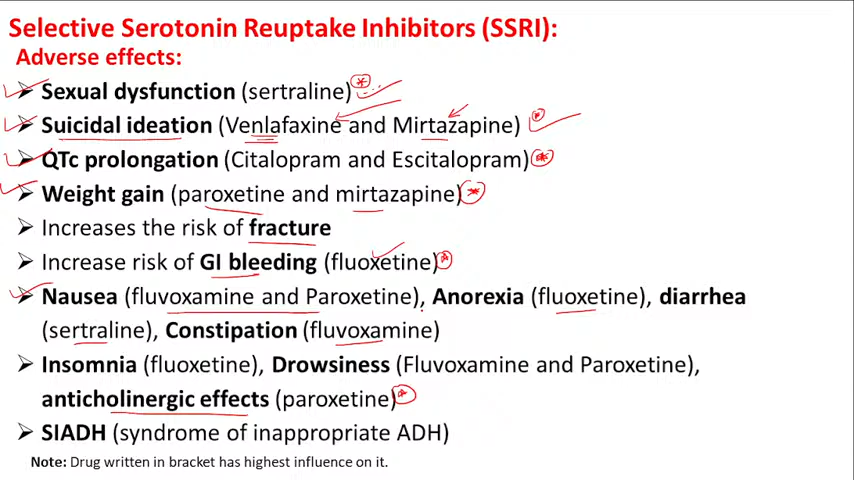 Selective Serotonin Reuptake Inhibitors (SSRI):
Adverse effects:
➢ Sexual dysfunction (sertraline)
➢ Suicidal ideation (Venlafaxine and Mirtazapine)
➢ QTc prolongation (Citalopram and Escitalopram)
➢ Weight gain (paroxetine and mirtazapine)
➢ Increases the risk of fracture
➢ Increase risk of GI bleeding (fluoxetine)
➢ Nausea (fluvoxamine and Paroxetine), Anorexia (fluoxetine), diarrhea
(sertraline), Constipation (fluvoxamine)
➢ Insomnia (fluoxetine), Drowsiness (Fluvoxamine and Paroxetine),
anticholinergic effects (paroxetine)
➢ SIADH (syndrome of inappropriate ADH)
Note: Drug written in bracket has highest influence on it.